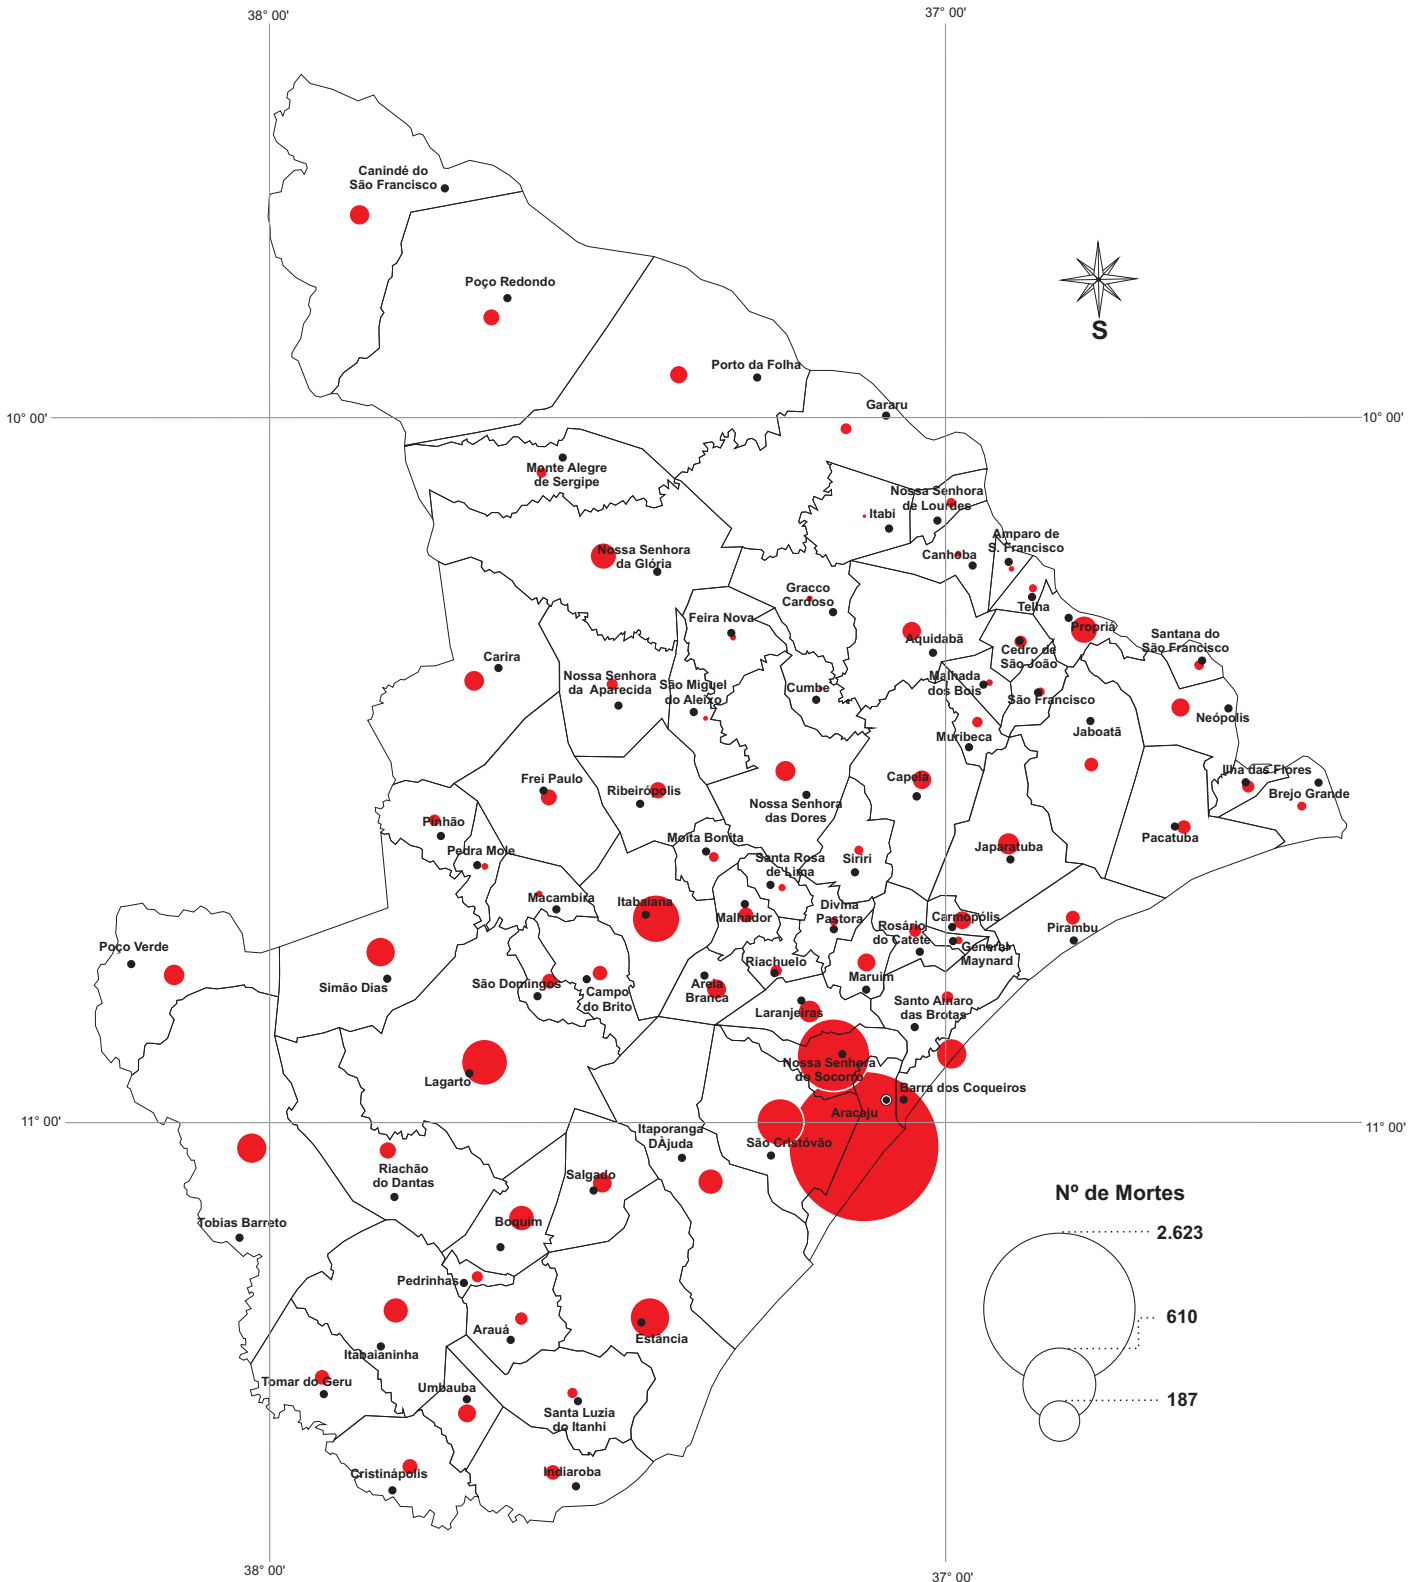 38° 00'
37° 00'
Canindé do
São Francisco
Poço Redondo
S
Porto da Folha
Gararu
10° 00'
10° 00'
Monte Alegre
de Sergipe
Nossa Senhora
de Lourdes
Itabi
Amparo de
S. Francisco
Canhoba
Nossa Senhora
da Glória
Gracco
Cardoso
Telha
Feira Nova
Propriá
Aquidabã
Santana do
São Francisco
Cedro de
São João
Carira
Nossa Senhora
da Aparecida
São Miguel
do Aleixo
Cumbe
Malhada
dos Bois
São Francisco
Neópolis
Jaboatã
Muribeca
Frei Paulo
Ribeirópolis
Capela
Ilha das Flores
Brejo Grande
Nossa Senhora
das Dores
Pinhão
Moita Bonita
Pacatuba
Pedra Mole
Santa Rosa
de Lima
Siriri
Japaratuba
Macambira
Itabaiana
Malhador
Divina
Pastora
Rosário
do Catete
Carmopólis
Pirambu
General
Maynard
Poço Verde
Simão Dias
São Domingos
Campo
do Brito
Areia
Branca
Riachuelo
Maruim
Laranjeiras
Santo Amaro
das Brotas
Lagarto
Nossa Senhora
do Socorro
Barra dos Coqueiros
Aracaju
11° 00'
11° 00'
Itaporanga
DÀjuda
São Cristóvão
Riachão
do Dantas
Salgado
Nº de Mortes
Tobias Barreto
Boquim
2.623
Pedrinhas
610
Arauá
Estância
Itabaianinha
Tomar do Geru
Umbauba
187
Santa Luzia
do Itanhi
Cristinápolis
Indiaroba
38° 00'
37° 00'